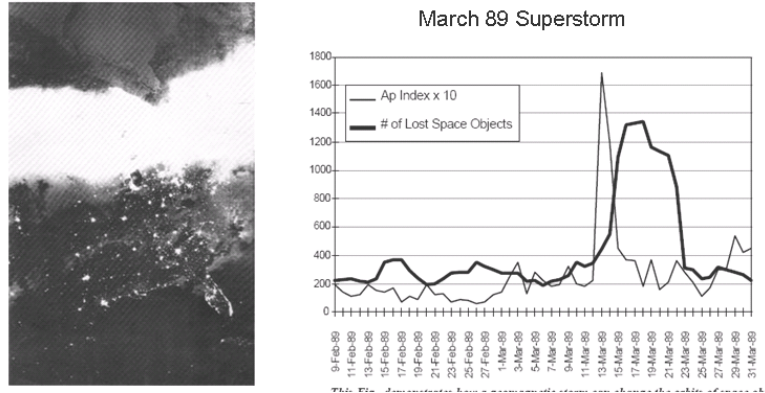 March 89 Superstorm
1800
1600
1400
1200
1000
800
600
400
200
0
Ap Index x 10
# of Lost Space Objects
9-Feb-89
11-Feb-89
13-Feb-89
15-Feb-89
17-Feb-89
19-Feb-89
21-Feb-89
23-Feb-89
25-Feb-89
27-Feb-89
1-Mar-89
3-Mar-89
5-Mar-89
7-Mar-89
9-Mar-89
11-Mar-89
13-Mar-89
15-Mar-89
17-Mar-89
19-Mar-89
21-Mar-89
23-Mar-89
25-Mar-89
27-Mar-89
29-Mar-89
31-Mar-89
This Fig. demonstrates how a geomagnetic storm can change the orbits of space